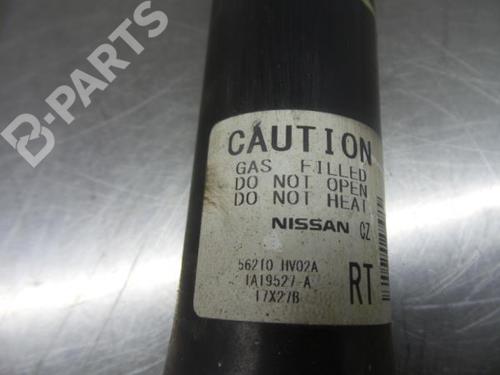 B-PARTS
CAUTION
GAS FILLED
DO NOT OPEN
DO NOT HEAT
NISSAN CZ
56210 HV02A
1A19527-A
17X27B
RT